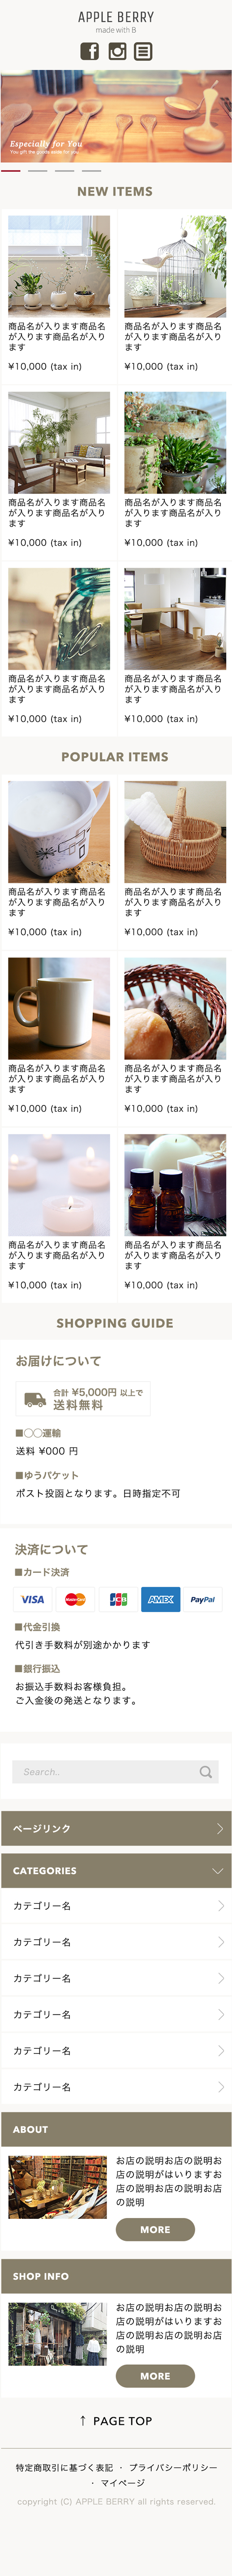 APPLE BERRY
made with B
Especially for You
NEW ITEMS
商品名が入ります商品名
が入ります商品名が入り
ます
¥10,000 (tax in)
商品名が入ります商品名
が入ります商品名が入り
ます
¥10,000 (tax in)
商品名が入ります商品名
が入ります商品名が入り
ます
¥10,000 (tax in)
商品名が入ります商品名
が入ります商品名が入り
ます
¥10,000 (tax in)
商品名が入ります商品名
が入ります商品名が入り
ます
¥10,000 (tax in)
商品名が入ります商品名
が入ります商品名が入り
ます
¥10,000 (tax in)
POPULAR ITEMS
商品名が入ります商品名
が入ります商品名が入り
ます
¥10,000 (tax in)
商品名が入ります商品名
が入ります商品名が入り
ます
¥10,000 (tax in)
商品名が入ります商品名
が入ります商品名が入り
ます
¥10,000 (tax in)
商品名が入ります商品名
が入ります商品名が入り
ます
¥10,000 (tax in)
商品名が入ります商品名
が入ります商品名が入り
ます
¥10,000 (tax in)
商品名が入ります商品名
が入ります商品名が入り
ます
¥10,000 (tax in)
SHOPPING GUIDE
お届けについて
合計 ¥5,000円 以上で
送料無料
■◯◯運輸
送料 ¥000 円
■ゆうパケット
ポスト投函となります。日時指定不可
決済について
■カード決済
VISA MasterCard JCB AMEX PayPal
■代金引換
代引き手数料が別途かかります
■銀行振込
お振込手数料お客様負担。
ご入金後の発送となります。
Search..
ページリンク
CATEGORIES
カテゴリー名
カテゴリー名
カテゴリー名
カテゴリー名
カテゴリー名
カテゴリー名
ABOUT
お店の説明お店の説明お
店の説明がはいりますお
店の説明お店の説明お店
の説明
MORE
SHOP INFO
お店の説明お店の説明お
店の説明がはいりますお
店の説明お店の説明お店
の説明
MORE
↑ PAGE TOP
特定商取引に基づく表記 ・ プライバシーポリシー
・ マイページ
copyright (C) APPLE BERRY all rights reserved.